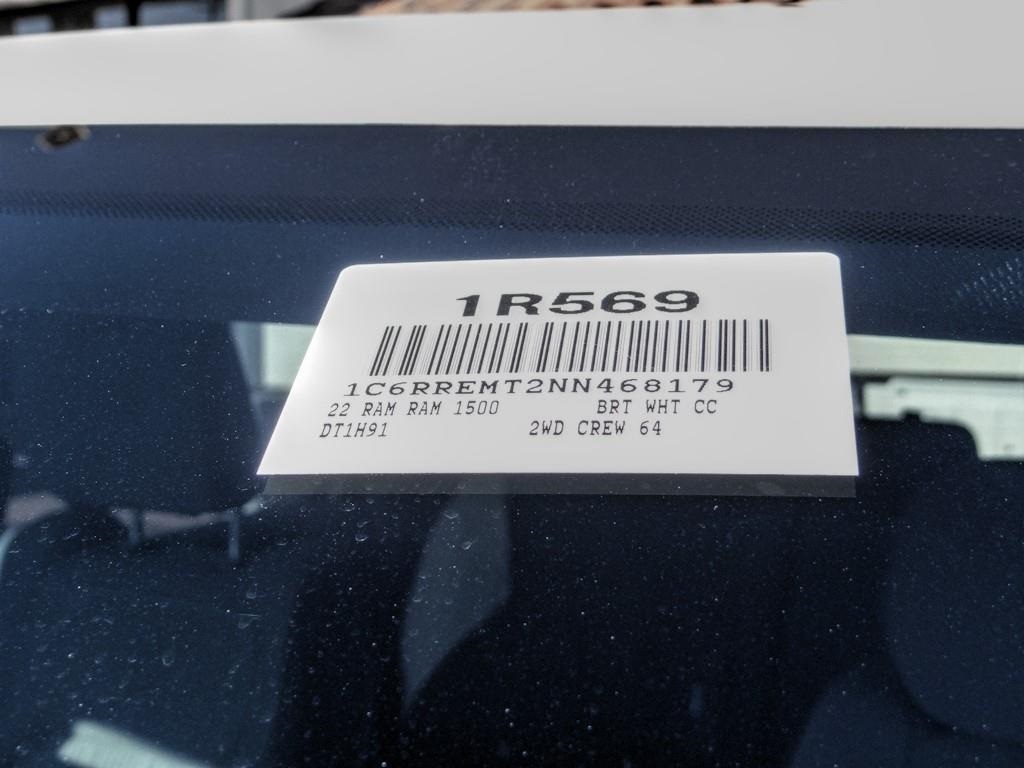 1R569
1C6RREMT2NN468179
22 RAM RAM 1500 BRT WHT CC
DT1H91 2WD CREW 64